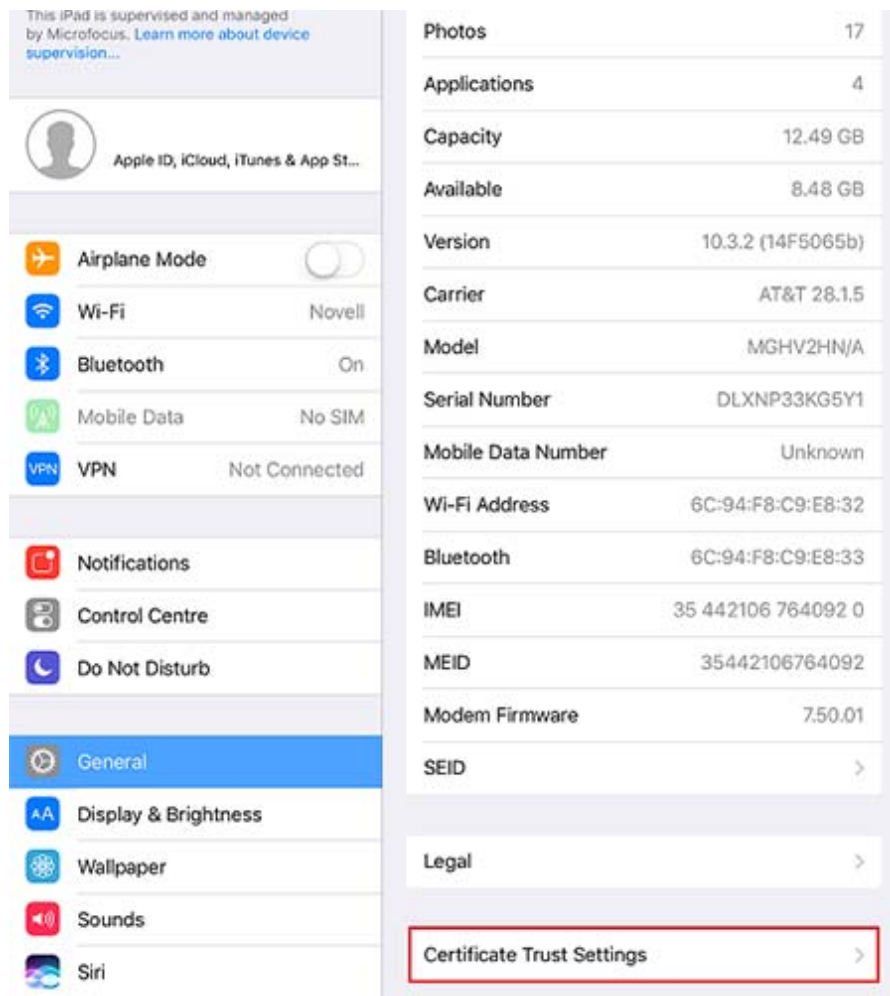 This iPad is supervised and managed
by Microfocus. Learn more about device
supervision...
Apple ID, iCloud, iTunes & App St...
Airplane Mode
Wi-Fi Novell
Bluetooth On
Mobile Data No SIM
VPN VPN Not Connected
Notifications
Control Centre
Do Not Disturb
General
AA Display & Brightness
Wallpaper
Sounds
Siri
Photos 17
Applications 4
Capacity 12.49 GB
Available 8.48 GB
Version 10.3.2 (14F5065b)
Carrier AT&T 28.1.5
Model MGHV2HN/A
Serial Number DLXNP33KG5Y1
Mobile Data Number Unknown
Wi-Fi Address 6C:94:F8:C9:E8:32
Bluetooth 6C:94:F8:C9:E8:33
IMEI 35 442106 764092 0
MEID 35442106764092
Modem Firmware 7.50.01
SEID
Legal
Certificate Trust Settings